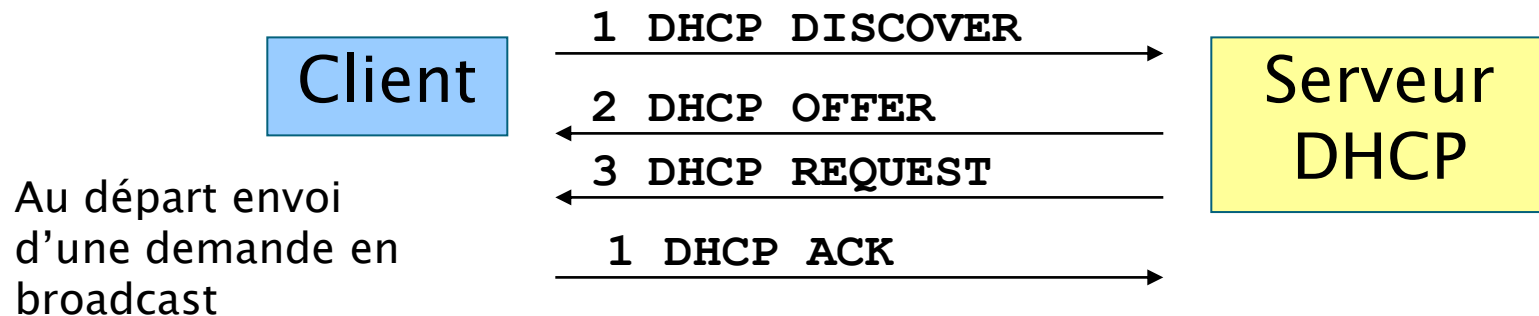 1 DHCP DISCOVER
Client
Serveur
DHCP
2 DHCP OFFER
3 DHCP REQUEST
Au départ envoi
d'une demande en
broadcast
1 DHCP ACK